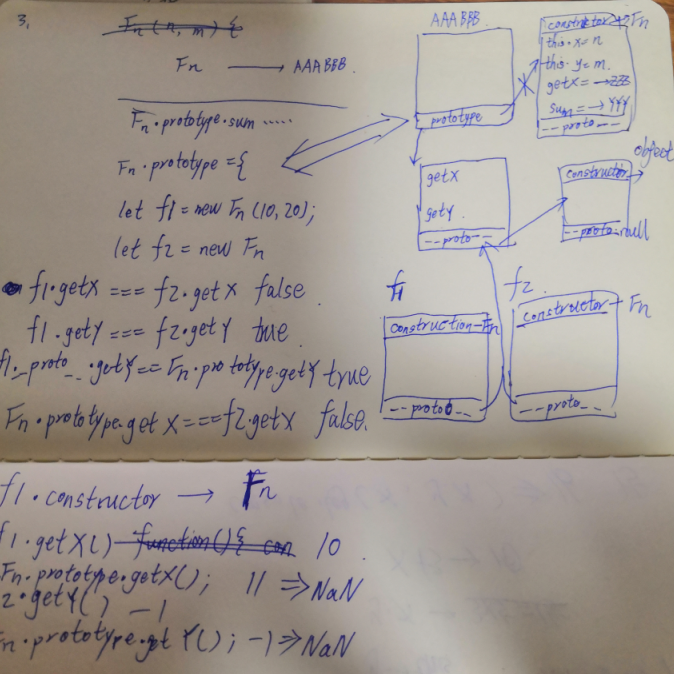 3.
Fn(n, m) {
Fn → AAABBB
Fn.prototype.sum ......
Fn.prototype={
let f1=new Fn(10,20);
let f2=new Fn
f1.getX === f2.getX false
f1.getY === f2.getY true
f1.__proto__.getY==Fn.prototype.getY true
Fn.prototype.getX===f2.getX false.
AAABBB
prototype
constructor → Fn
this.x=n
this.y=m.
getX= → ZZZ
sum= → YYY
--proto--
getX
getY.
--proto--
constructor → object
--proto-- null
f1
construction-Fn
--proto
f2
constructor - Fn
--proto--
f1.constructor → Fn
f1.getX() function(){ con 10
Fn.prototype.getX(); 11 ⇒ NaN
2.getY() -1
Fn.prototype.getY(); -1⇒NaN